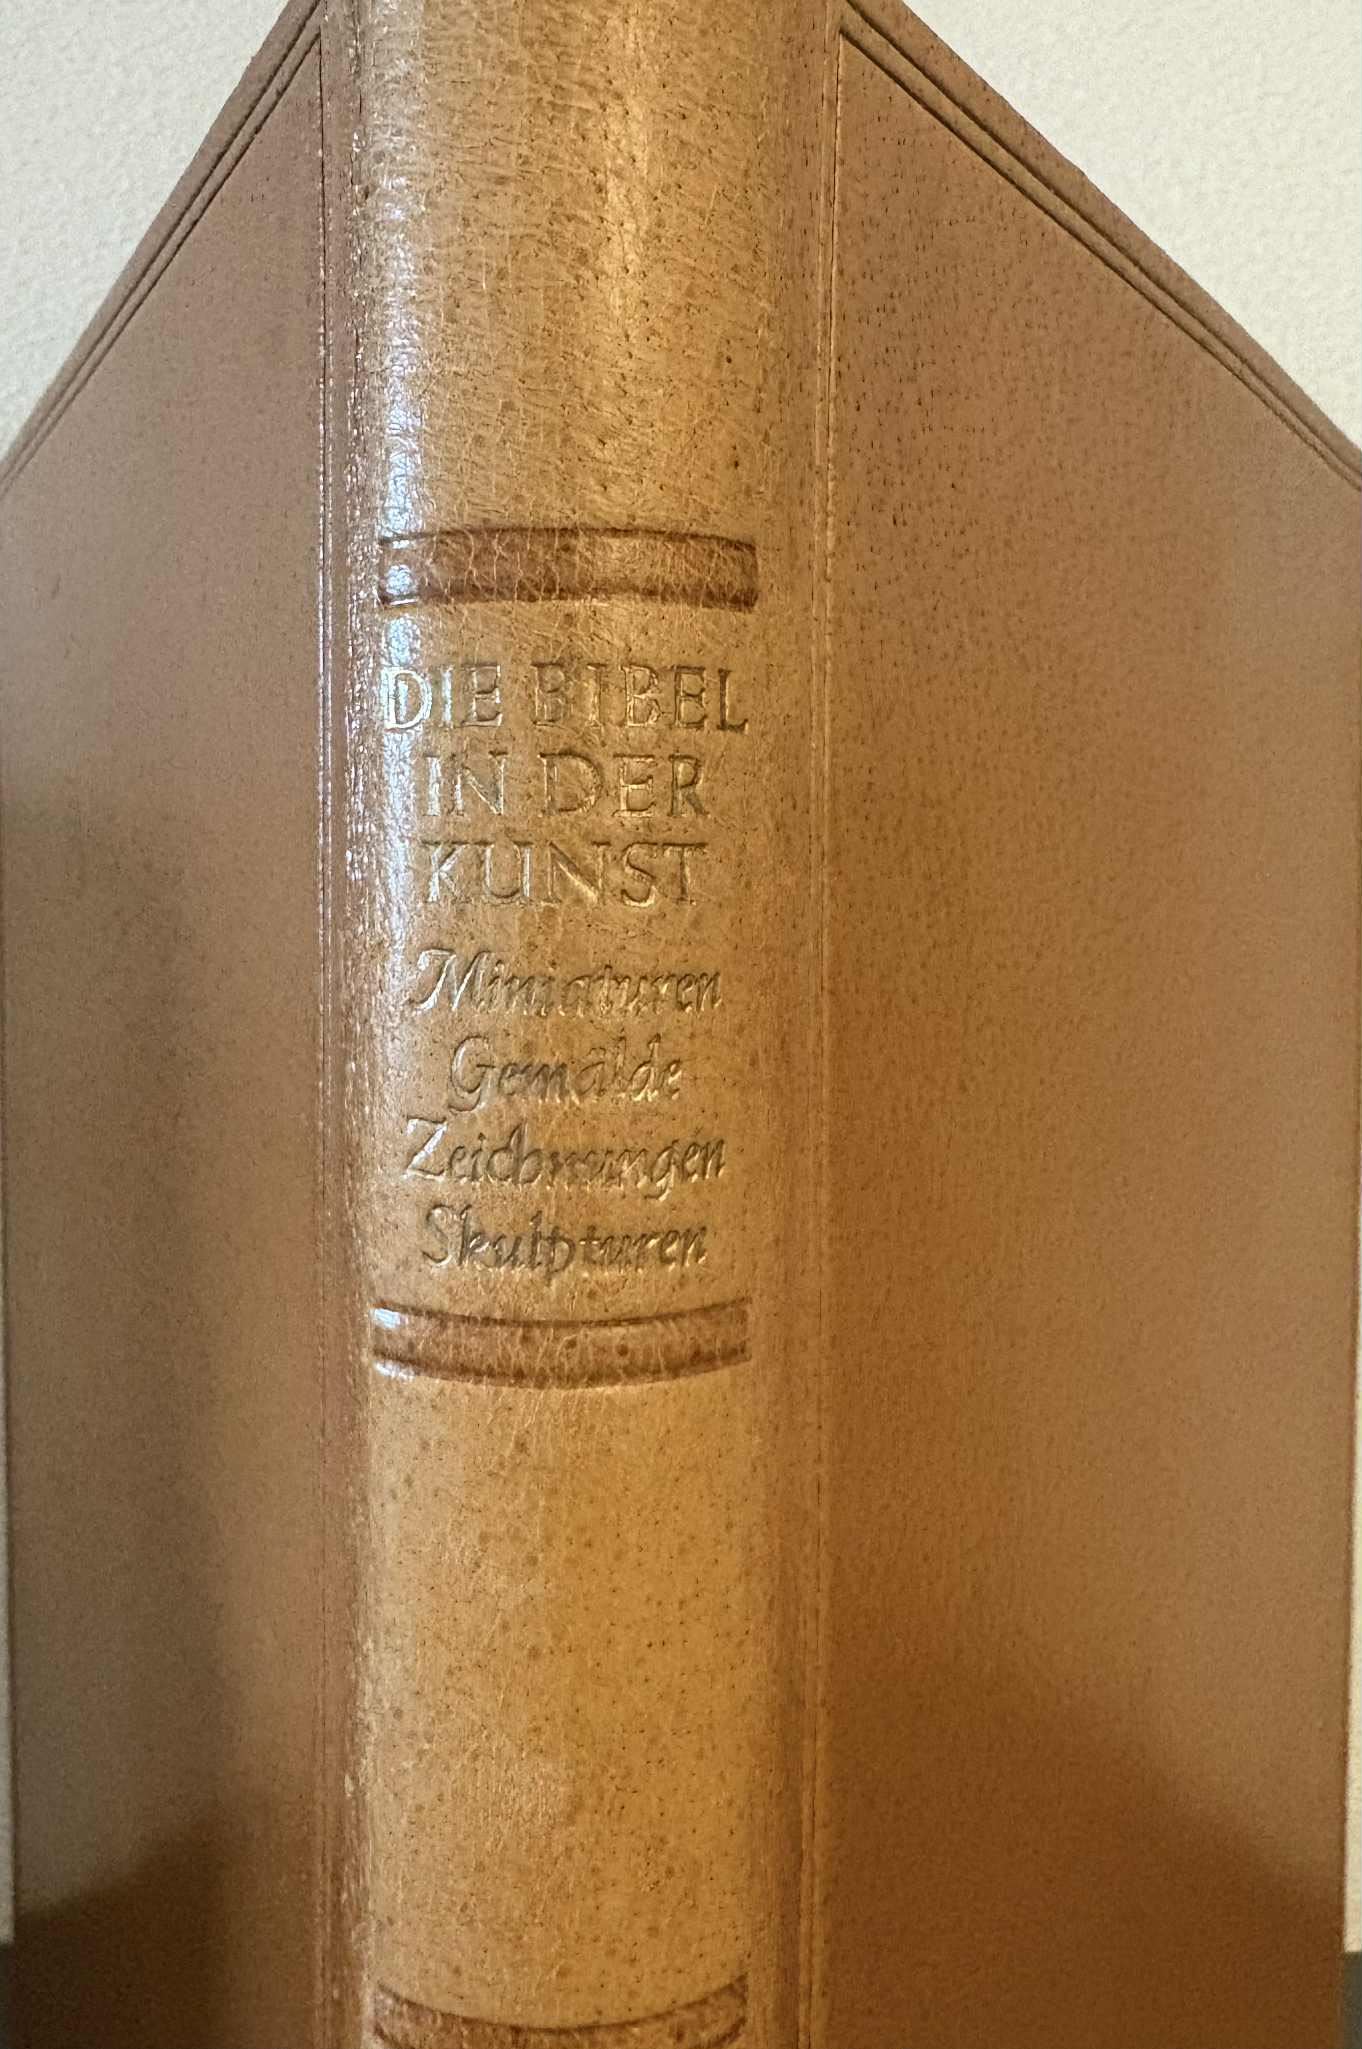 DIE BIBEL
IN DER
KUNST
Miniaturen
Gemälde
Zeichnungen
Skulpturen